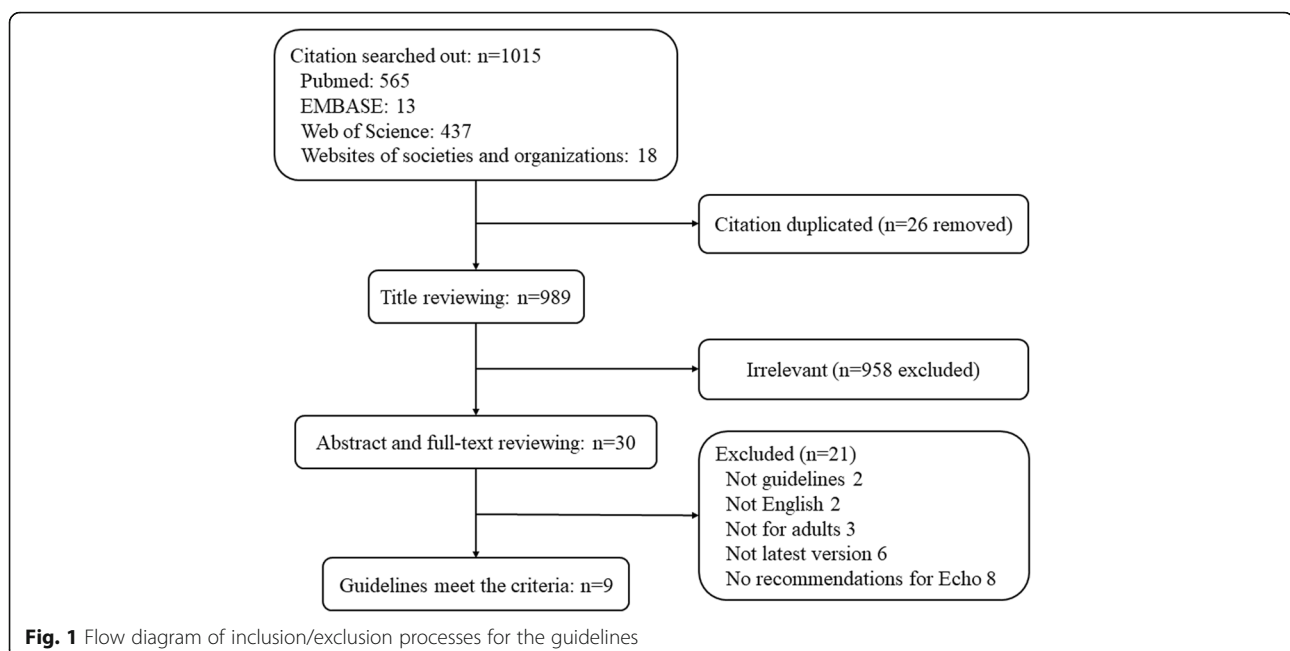 Citation searched out: n=1015
Pubmed: 565
EMBASE: 13
Web of Science: 437
Websites of societies and organizations: 18
Citation duplicated (n=26 removed)
Title reviewing: n=989
Irrelevant (n=958 excluded)
Abstract and full-text reviewing: n=30
Excluded (n=21)
Not guidelines 2
Not English 2
Not for adults 3
Not latest version 6
No recommendations for Echo 8
Guidelines meet the criteria: n=9
Fig. 1 Flow diagram of inclusion/exclusion processes for the guidelines